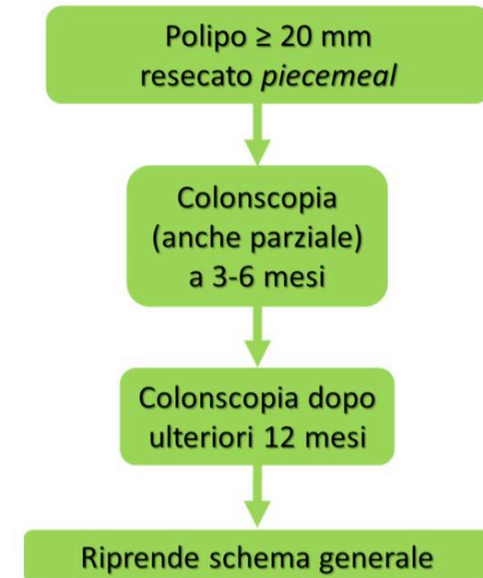 Polipo ≥ 20 mm
resecato piecemeal
Colonscopia
(anche parziale)
a 3-6 mesi
Colonscopia dopo
ulteriori 12 mesi
Riprende schema generale